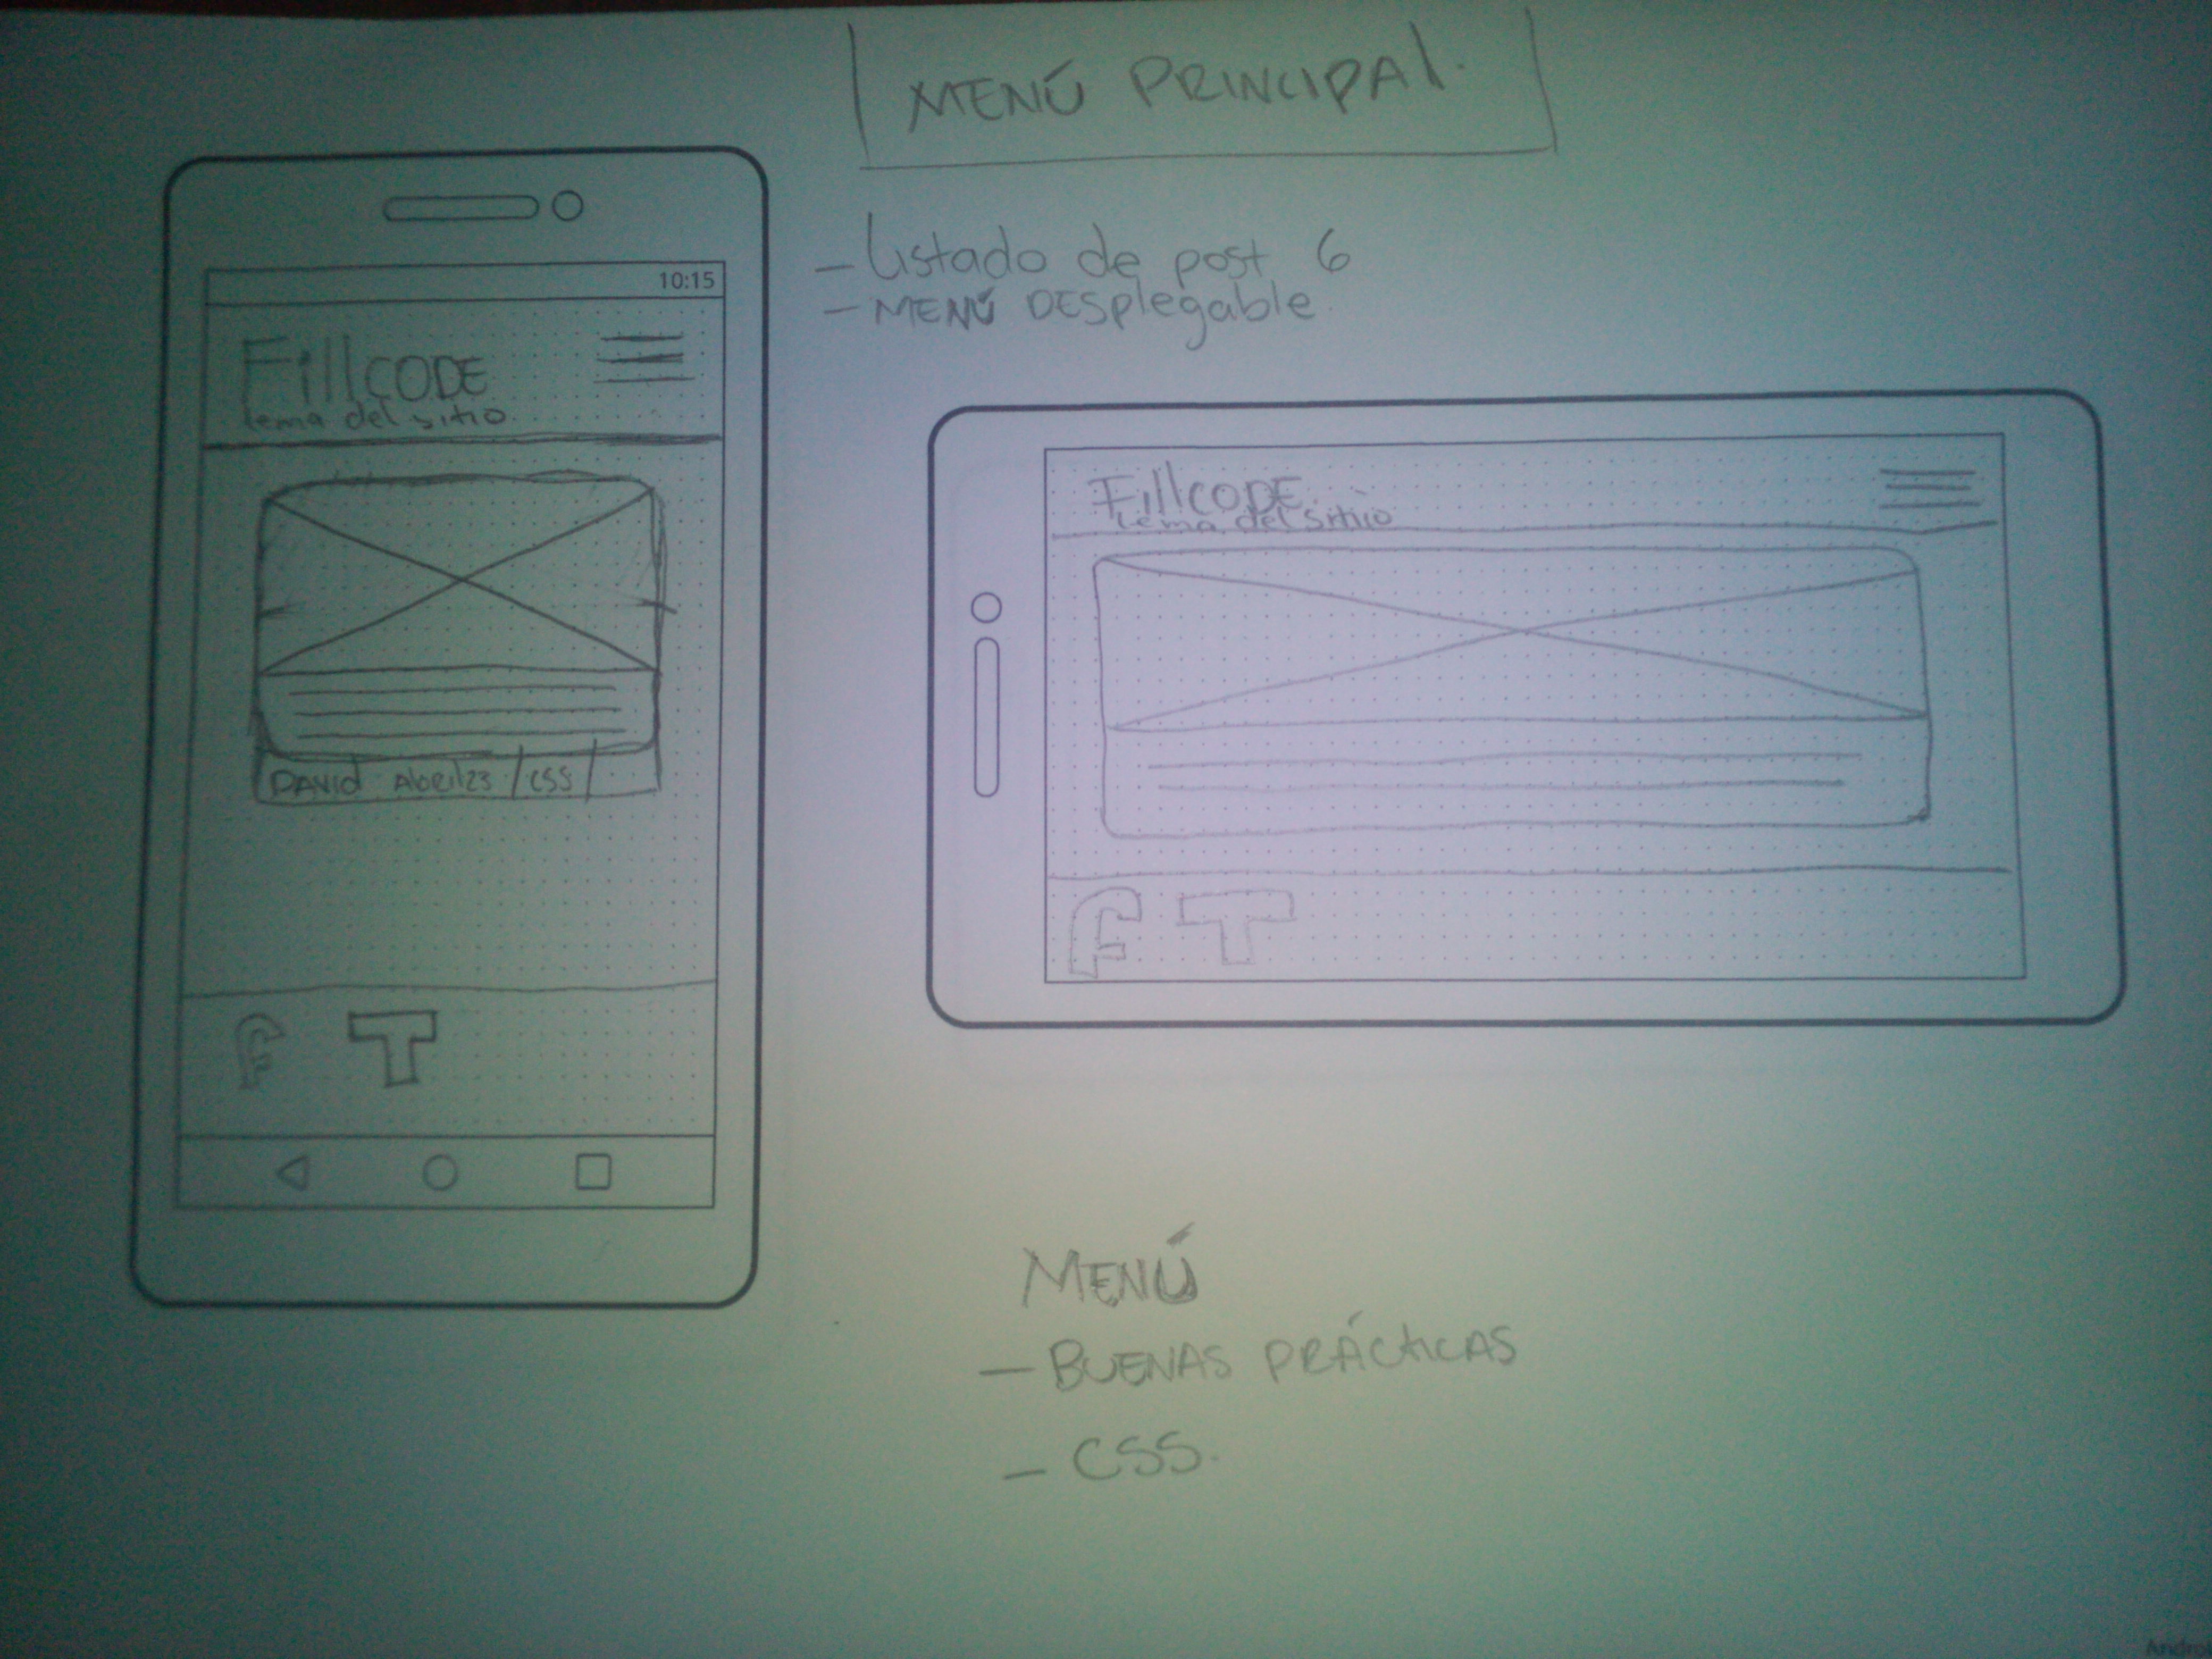 MENÚ PRINCIPAL.
- Listado de post 6
- MENÚ DESplegable.
10:15
FillCODE
Lema del sitio
DAVID Abril23 / CSS /
F T
FillCODE
Lema del sitio
F T
MENÚ
- BUENAS PRÁCTICAS
- CSS.